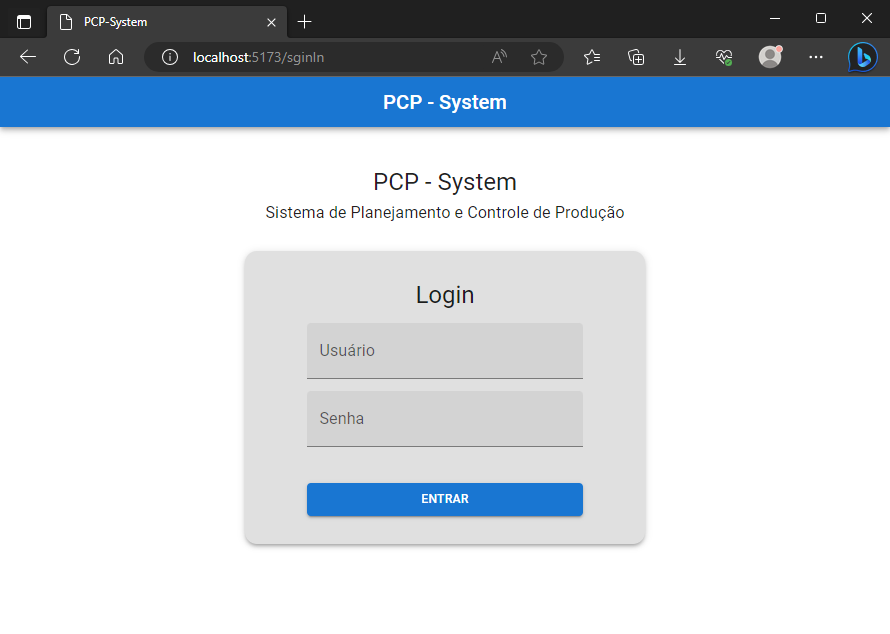 PCP-System
localhost:5173/sginIn
PCP - System
PCP - System
Sistema de Planejamento e Controle de Produção
Login
Usuário
Senha
ENTRAR